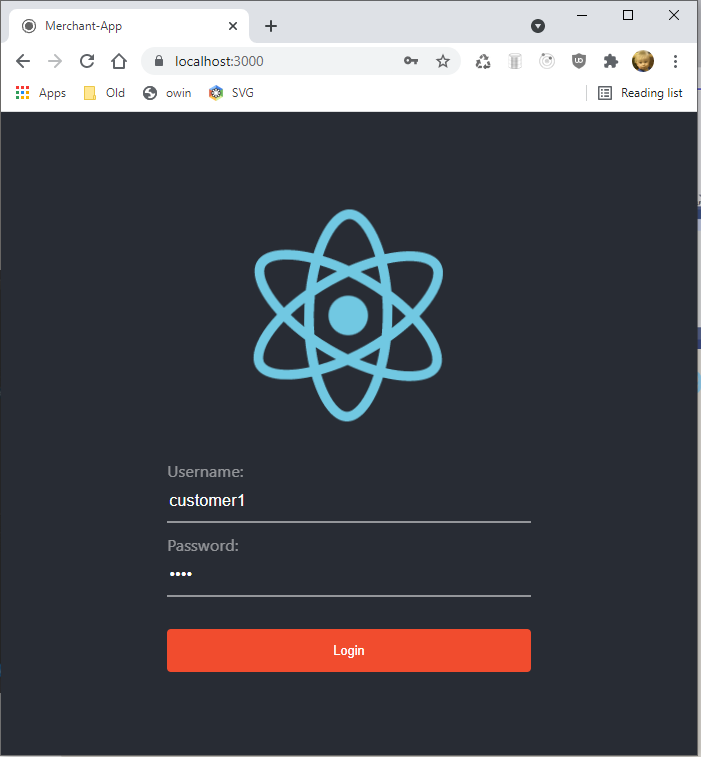 Merchant-App
localhost:3000
Apps Old owin SVG Reading list
Username:
customer1
Password:
••••
Login